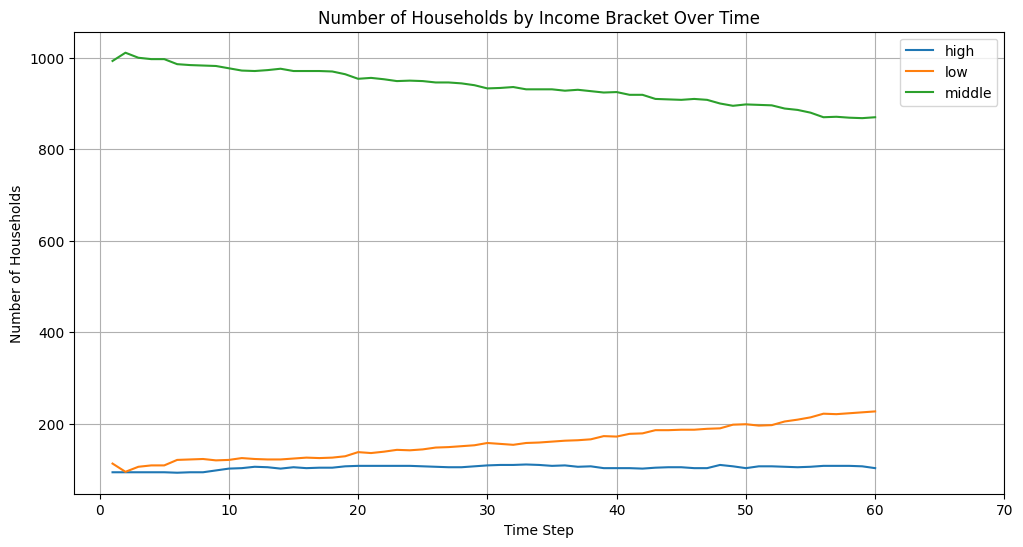 Number of Households by Income Bracket Over Time
high
low
middle
1000
800
600
400
200
Number of Households
0 10 20 30 40 50 60 70
Time Step